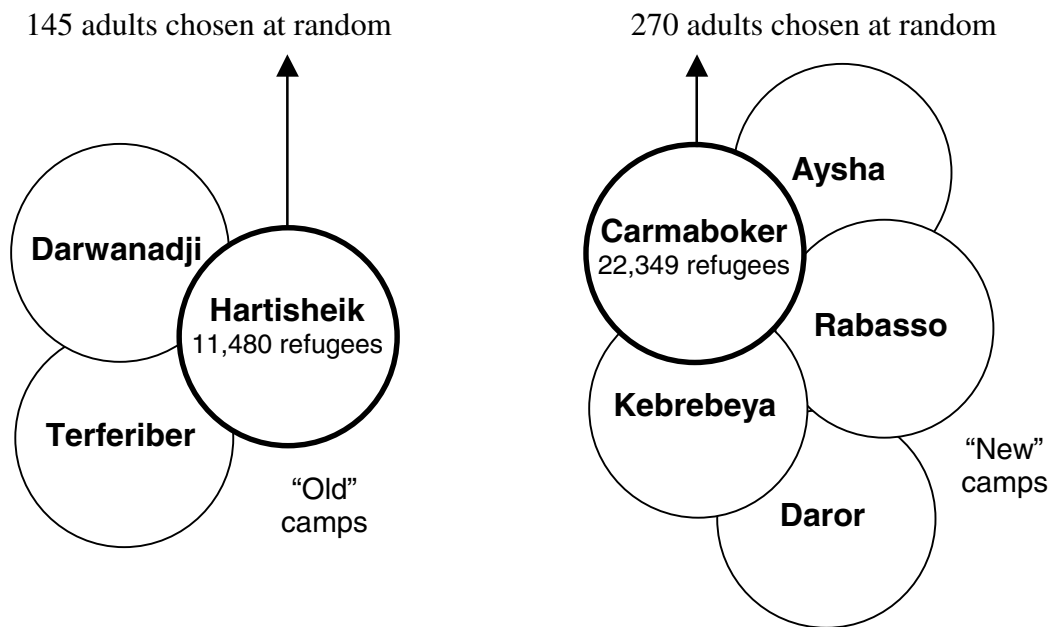 145 adults chosen at random
270 adults chosen at random
Darwanadji
Hartisheik
11,480 refugees
Terferiber
“Old”
camps
Aysha
Carmaboker
22,349 refugees
Rabasso
Kebrebeya
“New”
camps
Daror